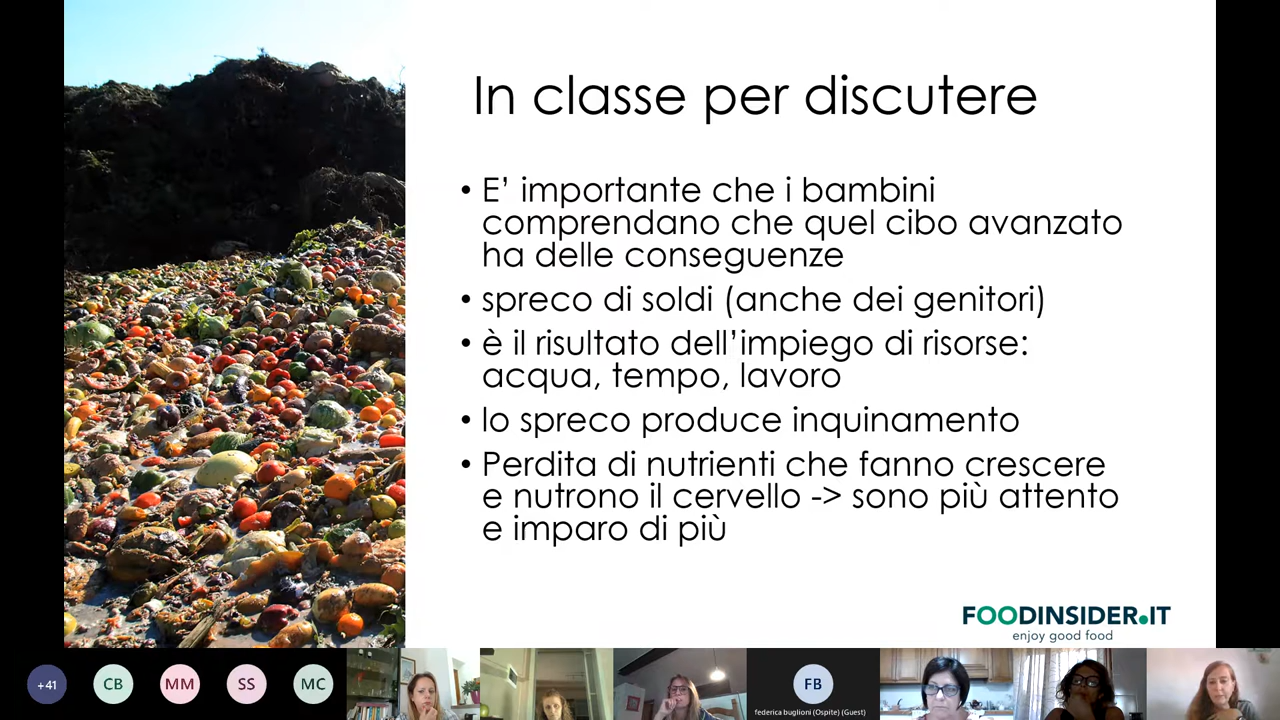 In classe per discutere
• E’ importante che i bambini
comprendano che quel cibo avanzato
ha delle conseguenze
• spreco di soldi (anche dei genitori)
• è il risultato dell’impiego di risorse:
acqua, tempo, lavoro
• lo spreco produce inquinamento
• Perdita di nutrienti che fanno crescere
e nutrono il cervello -> sono più attento
e imparo di più
FOODINSIDER.IT
enjoy good food
+41
CB
MM
SS
MC
FB
federica buglioni (Ospite) (Guest)